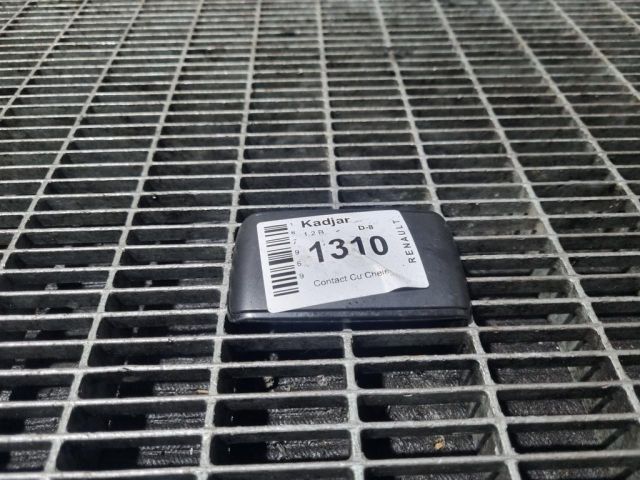 Kadjar
1.2 B D-8
1310
Contact Cu Cheie
RENAULT